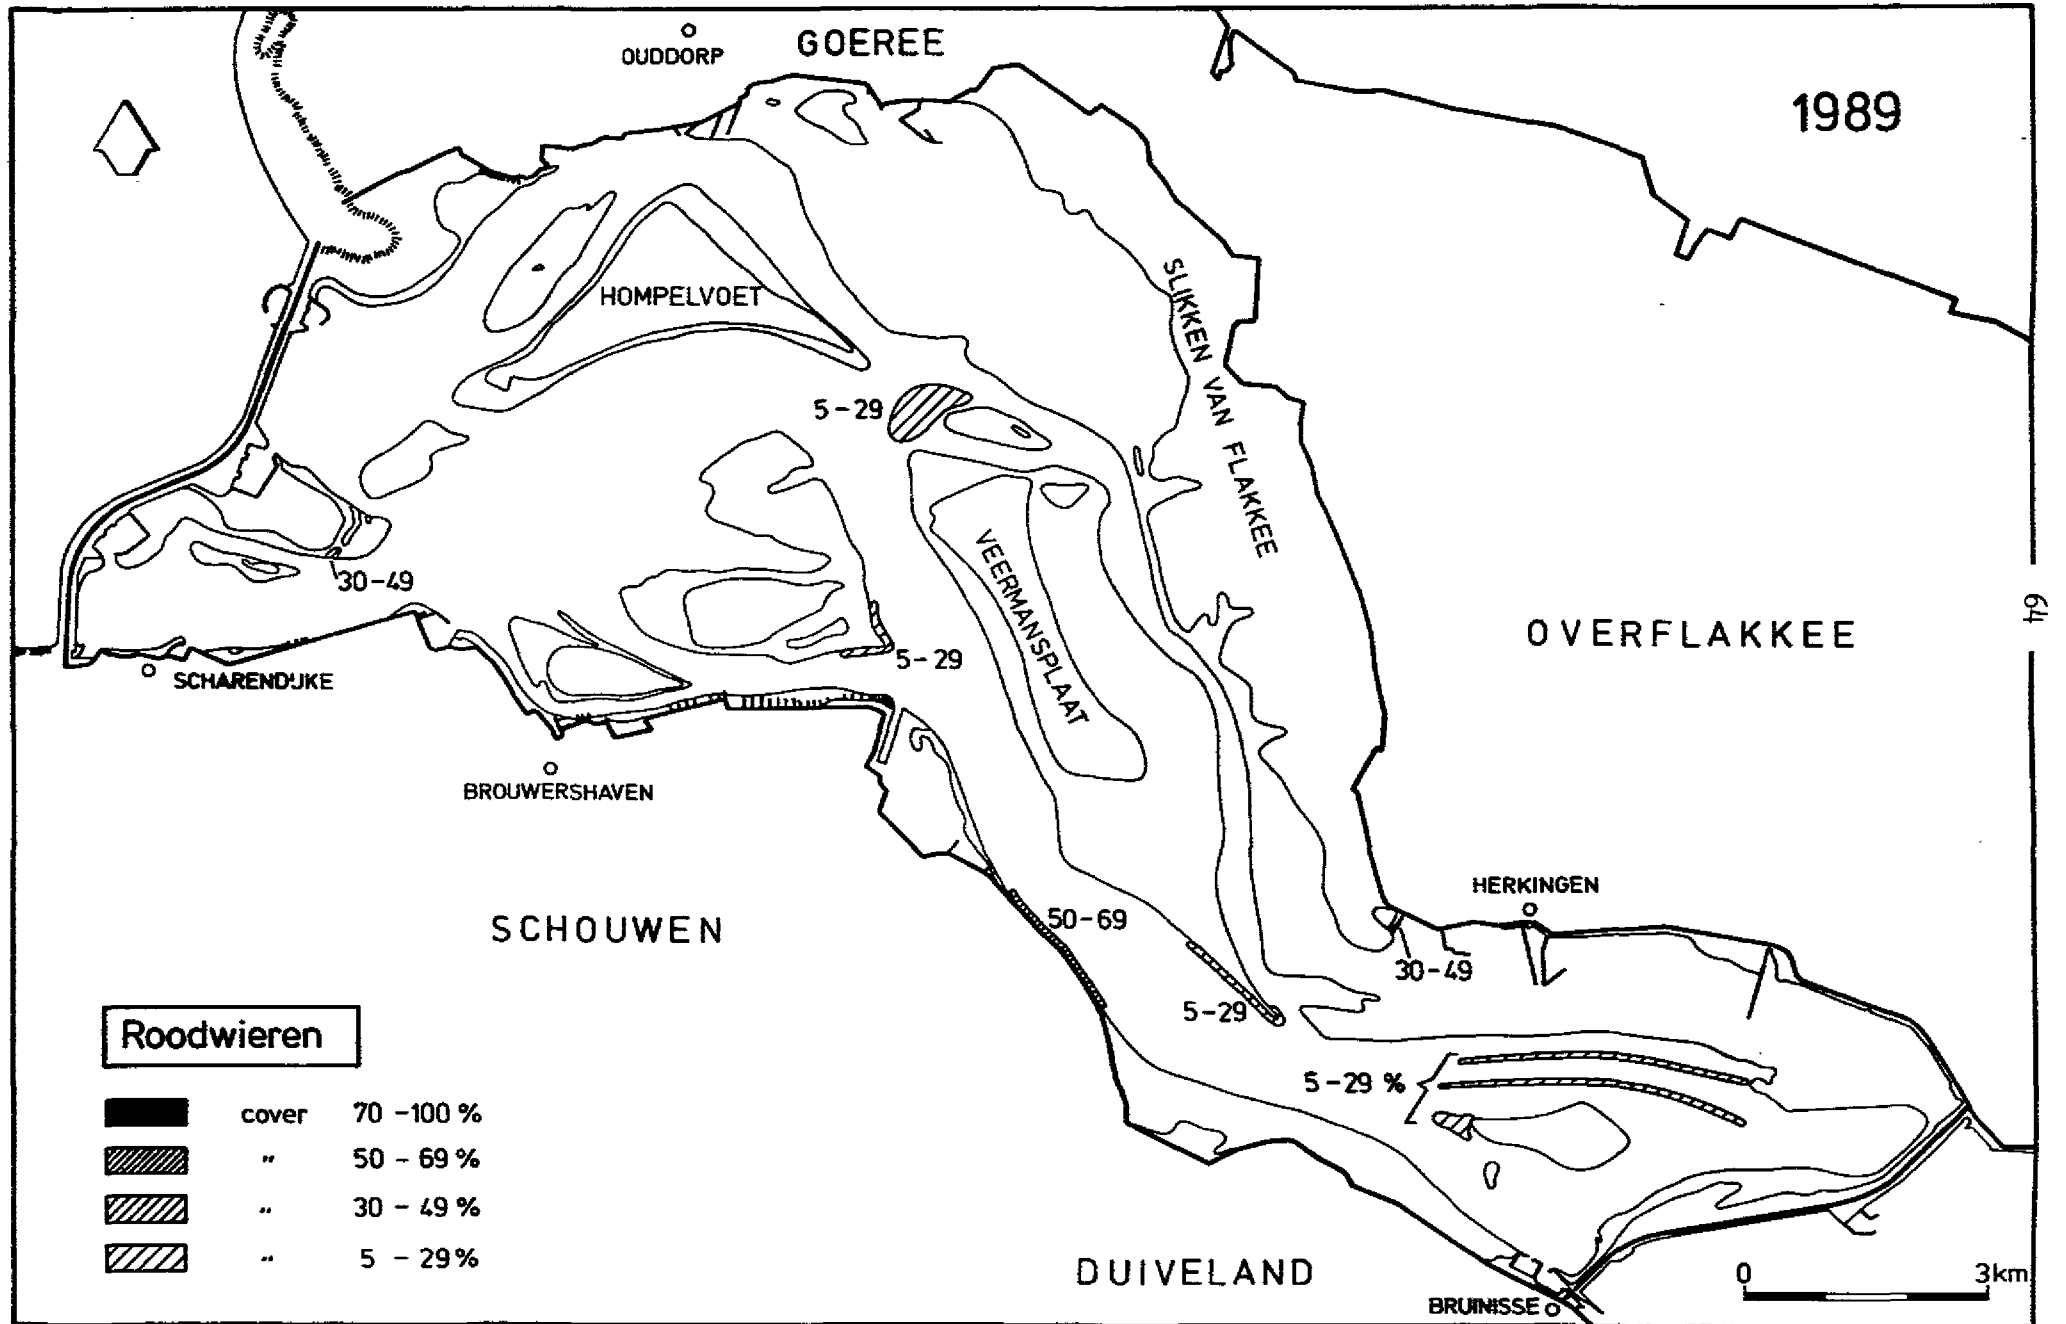 OUDDORP
GOEREE
1989
HOMPELVOET
SLIKKEN VAN FLAKKEE
5-29
VEERMANSPLAAT
30-49
OVERFLAKKEE
64
5-29
SCHARENDIJKE
BROUWERSHAVEN
HERKINGEN
SCHOUWEN
50-69
30-49
5-29
Roodwieren
5-29 %
cover 70 -100 %
" 50 - 69 %
" 30 - 49 %
" 5 - 29 %
DUIVELAND
0 3km
BRUINISSE